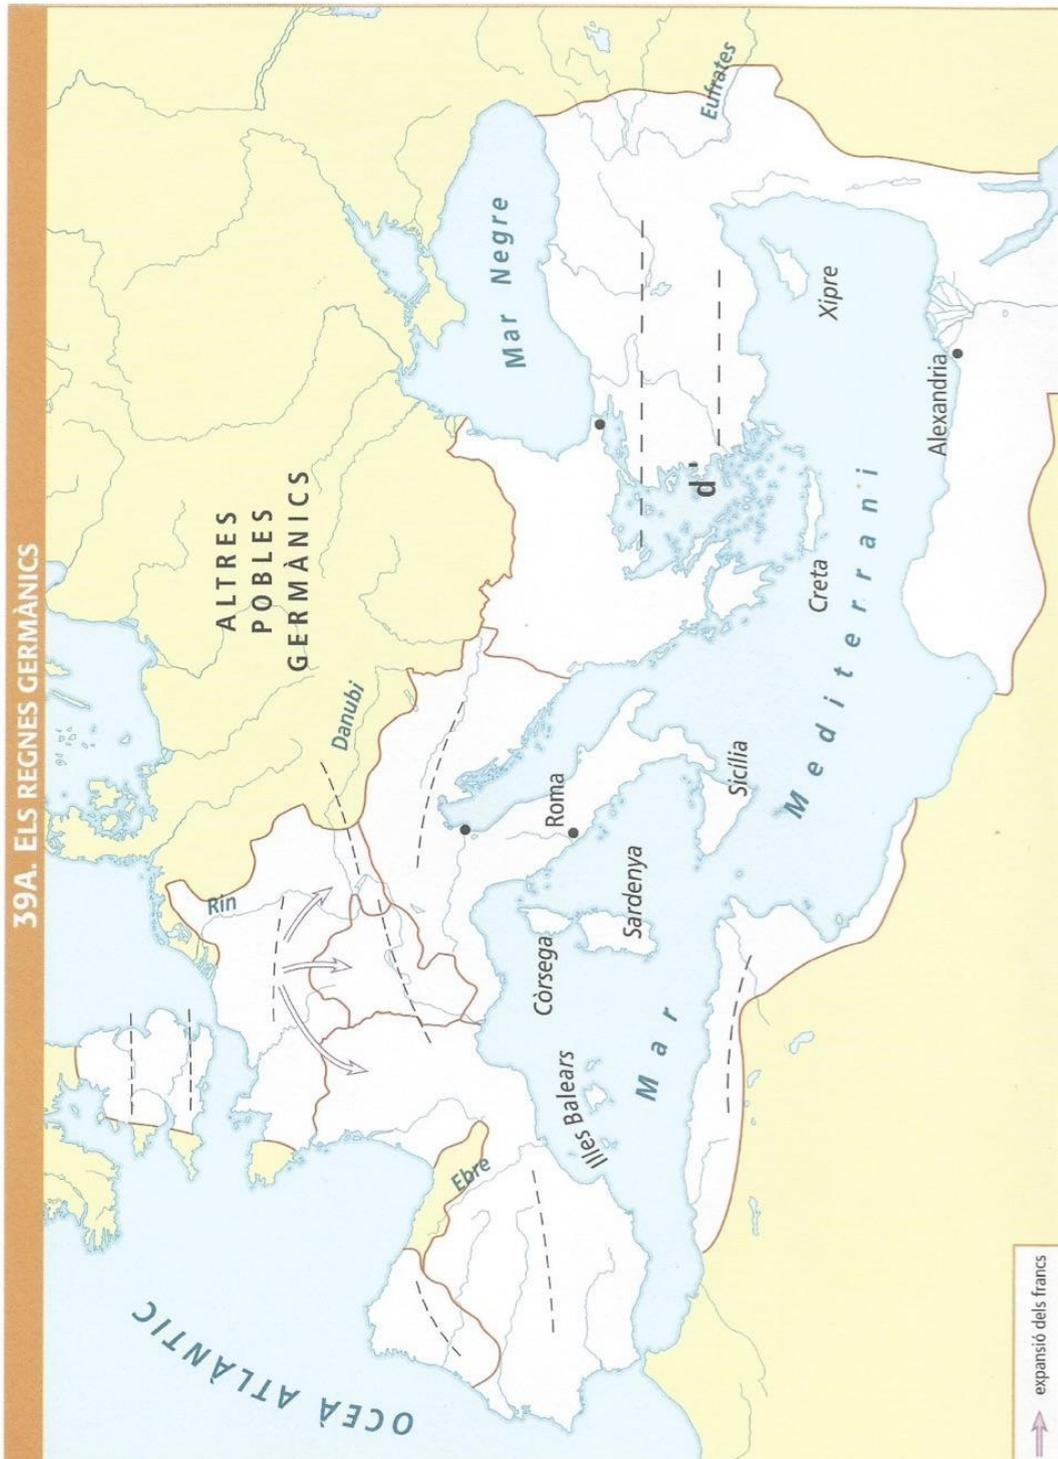 39A. ELS REGNES GERMÀNICS
OCEÀ ATLÀNTIC
Rin
Danubi
ALTRES
POBLES
GERMÀNICS
Mar Negre
Eufrates
Ebre
Illes Balears
Còrsega
Sardenya
Roma
Sicília
Mar Mediterrani
Creta
d'
Xipre
Alexandria
expansió dels francs